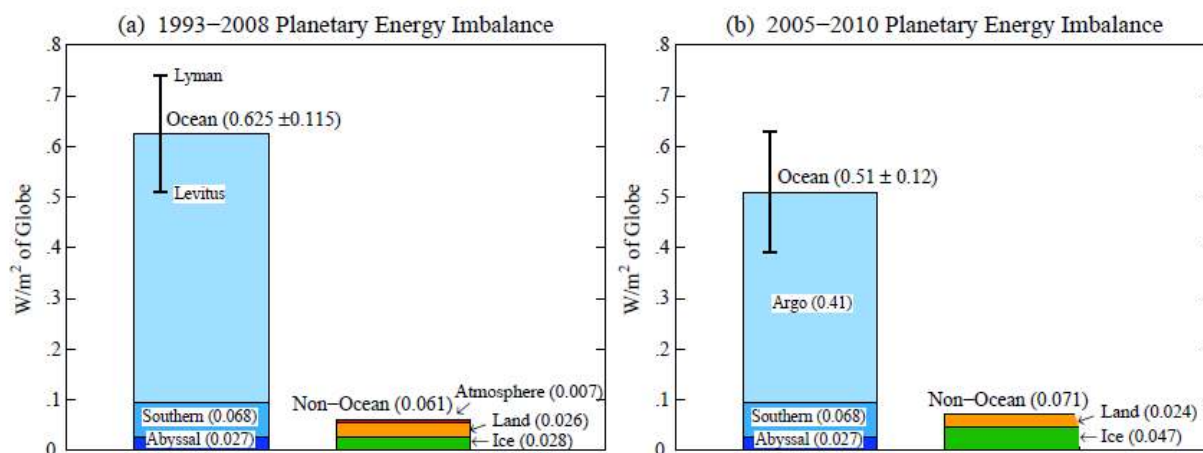 (a) 1993−2008 Planetary Energy Imbalance
.8
.7
.6
.5
.4
.3
.2
.1
0
W/m² of Globe
Lyman
Ocean (0.625 ±0.115)
Levitus
Southern (0.068)
Abyssal (0.027)
Non−Ocean (0.061)
Atmosphere (0.007)
Land (0.026)
Ice (0.028)
(b) 2005−2010 Planetary Energy Imbalance
.8
.7
.6
.5
.4
.3
.2
.1
0
W/m² of Globe
Ocean (0.51 ± 0.12)
Argo (0.41)
Southern (0.068)
Abyssal (0.027)
Non−Ocean (0.071)
Land (0.024)
Ice (0.047)